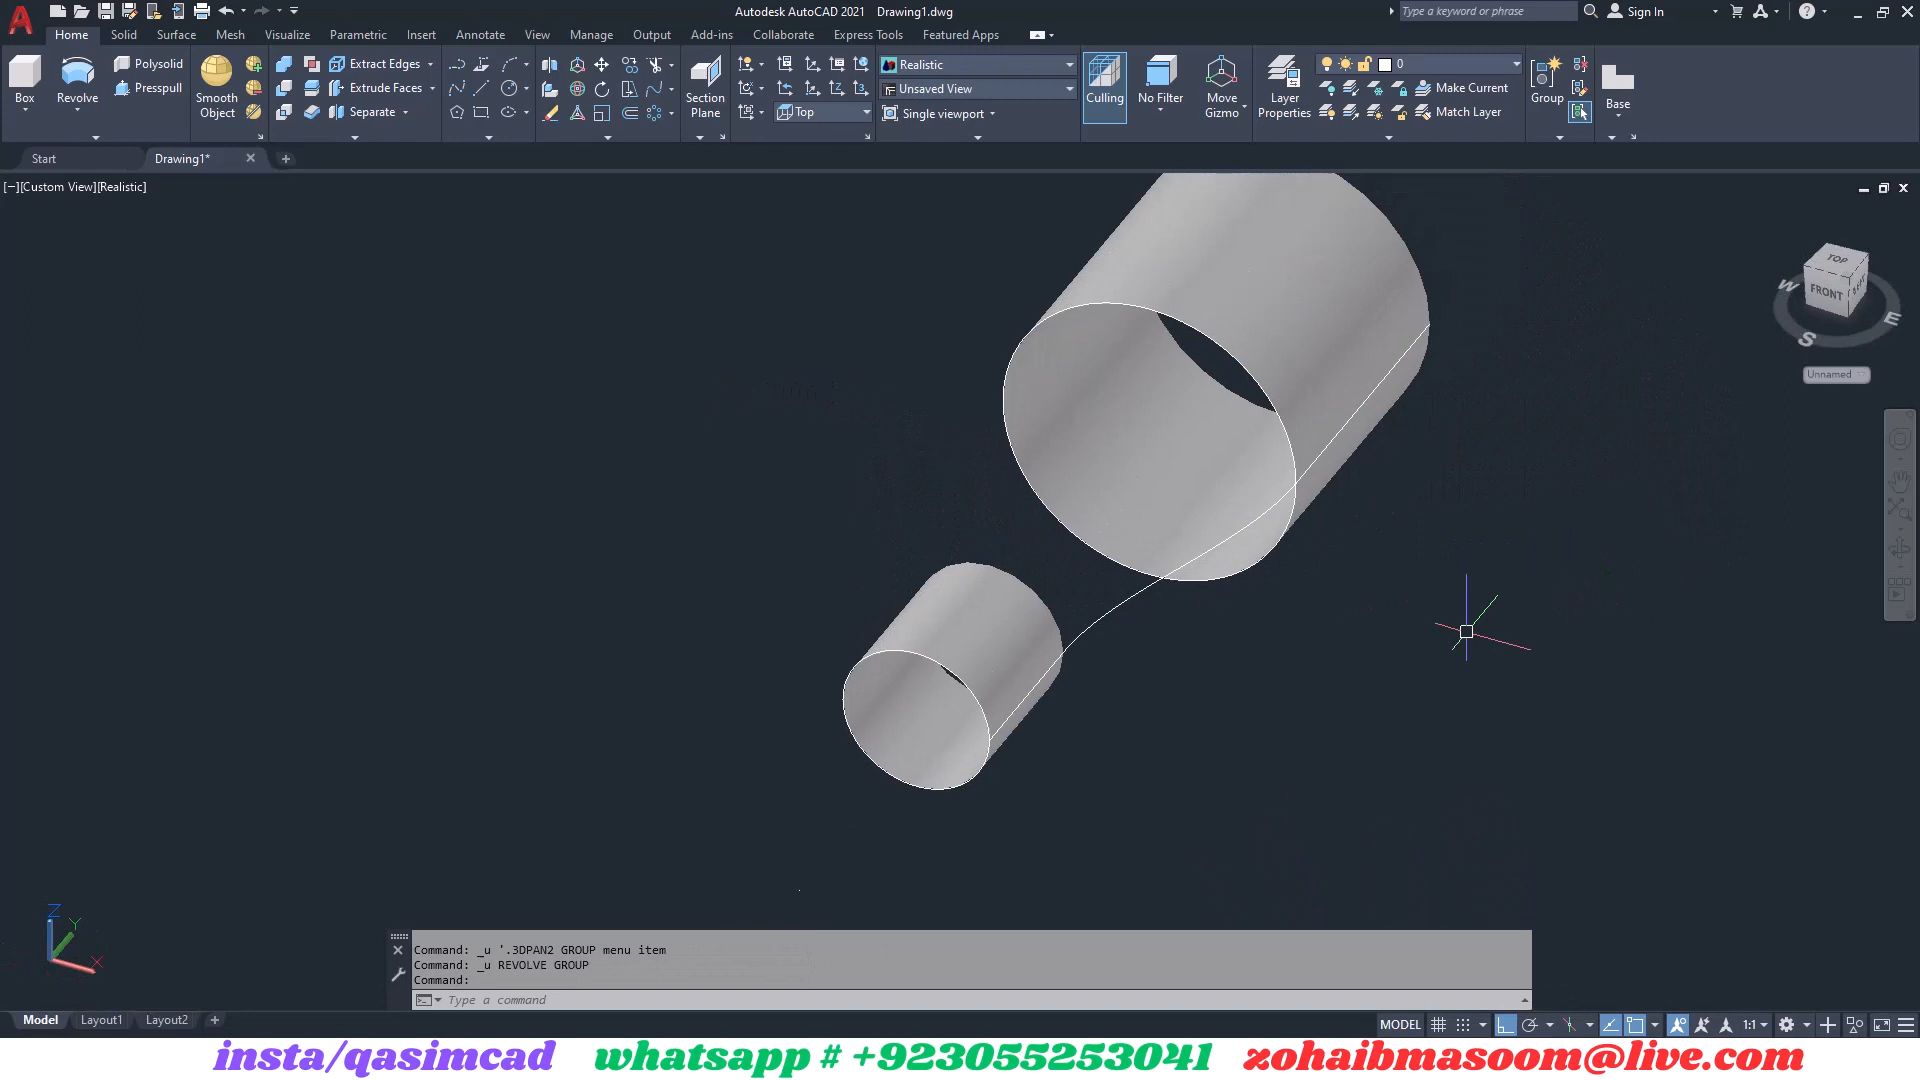 Autodesk AutoCAD 2021 Drawing1.dwg
Type a keyword or phrase
Sign In
Home Solid Surface Mesh Visualize Parametric Insert Annotate View Manage Output Add-ins Collaborate Express Tools Featured Apps
Box
Revolve
Polysolid
Presspull
Smooth
Object
Extract Edges
Extrude Faces
Separate
Section
Plane
Top
Realistic
Unsaved View
Single viewport
Culling
No Filter
Move
Gizmo
Layer
Properties
0
Make Current
Match Layer
Group
Base
Start
Drawing1*
[−][Custom View][Realistic]
TOP
FRONT
W
S
E
Unnamed
Z
Y
X
Command: _u '.3DPAN2 GROUP menu item
Command: _u REVOLVE GROUP
Command:
Type a command
Model Layout1 Layout2
MODEL
1:1
insta/qasimcad whatsapp # +923055253041 zohaibmasoom@live.com